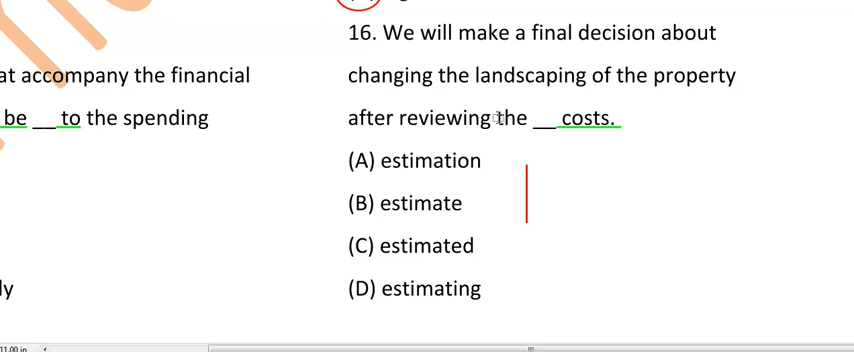 16. We will make a final decision about
at accompany the financial
changing the landscaping of the property
be __ to the spending
after reviewing the __ costs.
(A) estimation
(B) estimate
(C) estimated
ly
(D) estimating
11.00 in